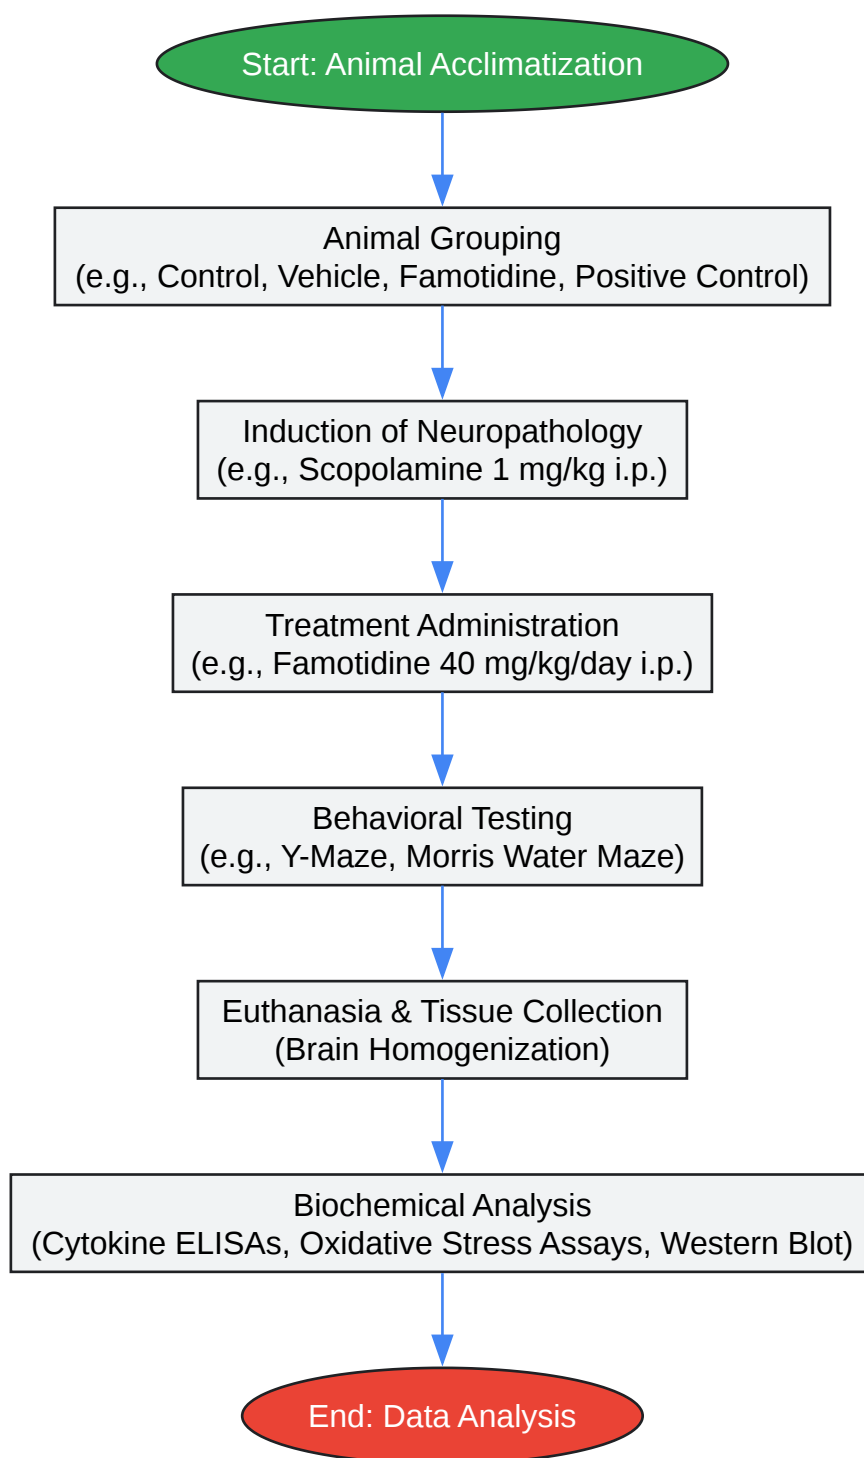 Start: Animal Acclimatization
Animal Grouping
(e.g., Control, Vehicle, Famotidine, Positive Control)
Induction of Neuropathology
(e.g., Scopolamine 1 mg/kg i.p.)
Treatment Administration
(e.g., Famotidine 40 mg/kg/day i.p.)
Behavioral Testing
(e.g., Y-Maze, Morris Water Maze)
Euthanasia & Tissue Collection
(Brain Homogenization)
Biochemical Analysis
(Cytokine ELISAs, Oxidative Stress Assays, Western Blot)
End: Data Analysis